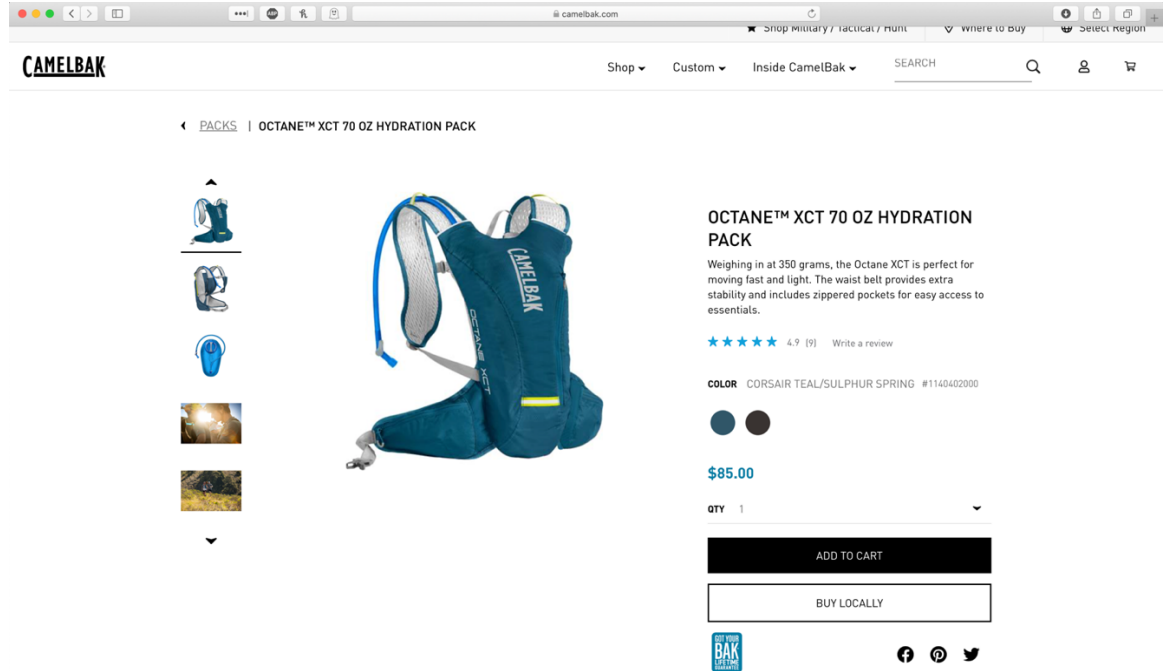 camelbak.com
ABP
Shop Military / Tactical / Hunt
Where to Buy
Select Region
CAMELBAK
Shop
Custom
Inside CamelBak
SEARCH
PACKS | OCTANE™ XCT 70 OZ HYDRATION PACK
CAMELBAK
OCTANE XCT
OCTANE™ XCT 70 OZ HYDRATION
PACK
Weighing in at 350 grams, the Octane XCT is perfect for
moving fast and light. The waist belt provides extra
stability and includes zippered pockets for easy access to
essentials.
4.9 (9) Write a review
COLOR CORSAIR TEAL/SULPHUR SPRING #1140402000
$85.00
QTY 1
ADD TO CART
BUY LOCALLY
GOT YOUR
BAK
LIFETIME
GUARANTEE